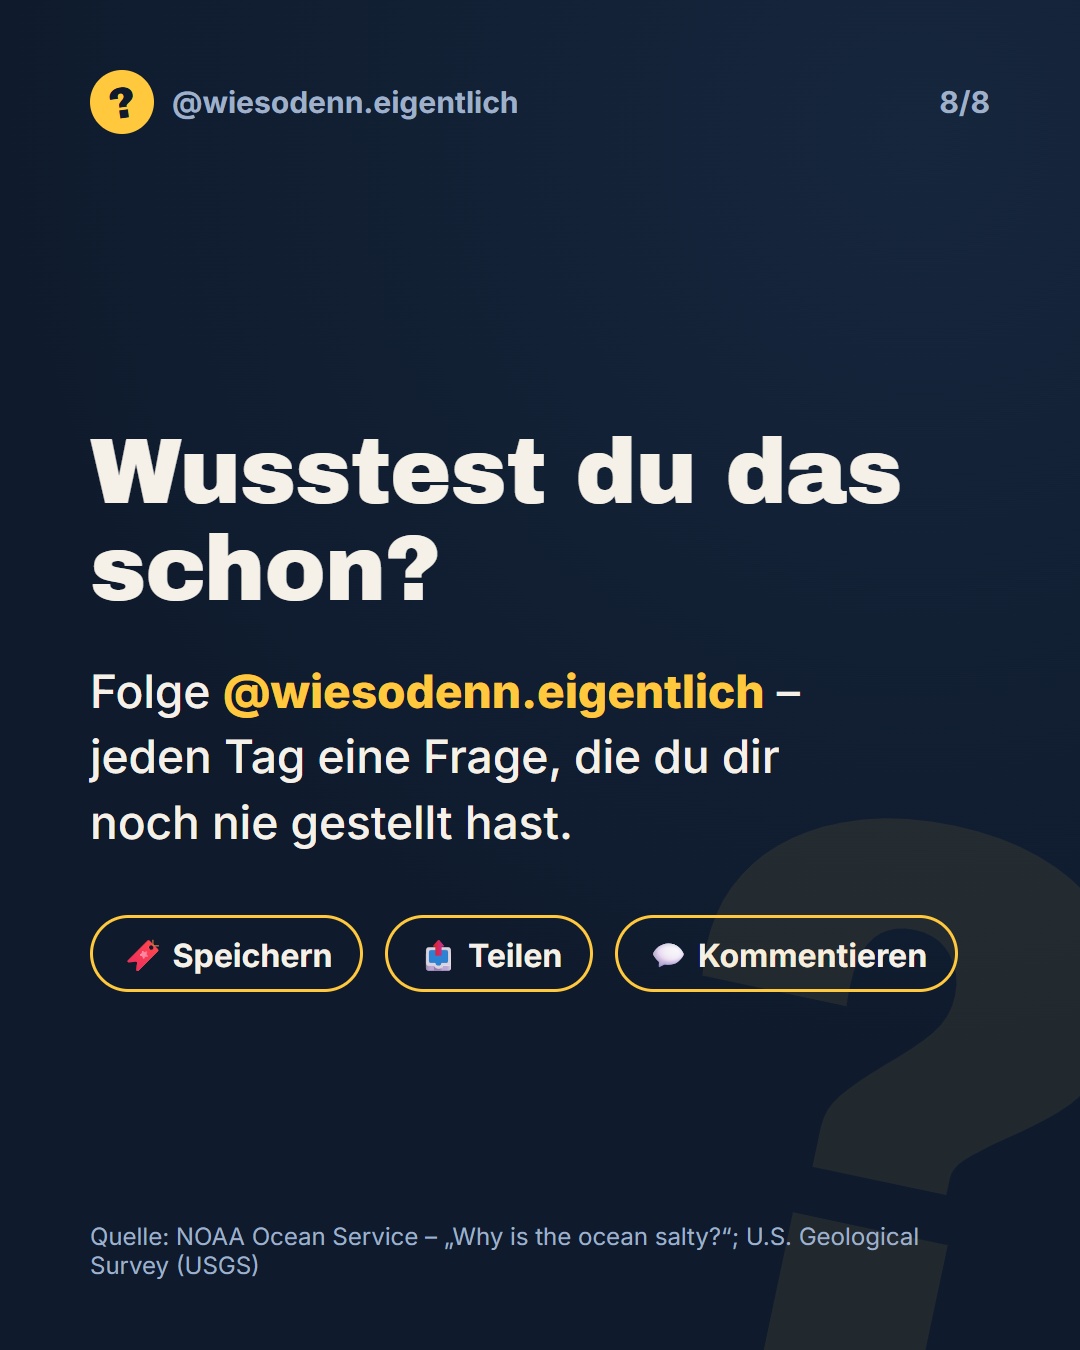 ?
@wiesodenn.eigentlich
8/8
Wusstest du das
schon?
Folge @wiesodenn.eigentlich –
jeden Tag eine Frage, die du dir
noch nie gestellt hast.
Speichern
Teilen
Kommentieren
?
Quelle: NOAA Ocean Service – „Why is the ocean salty?“; U.S. Geological
Survey (USGS)